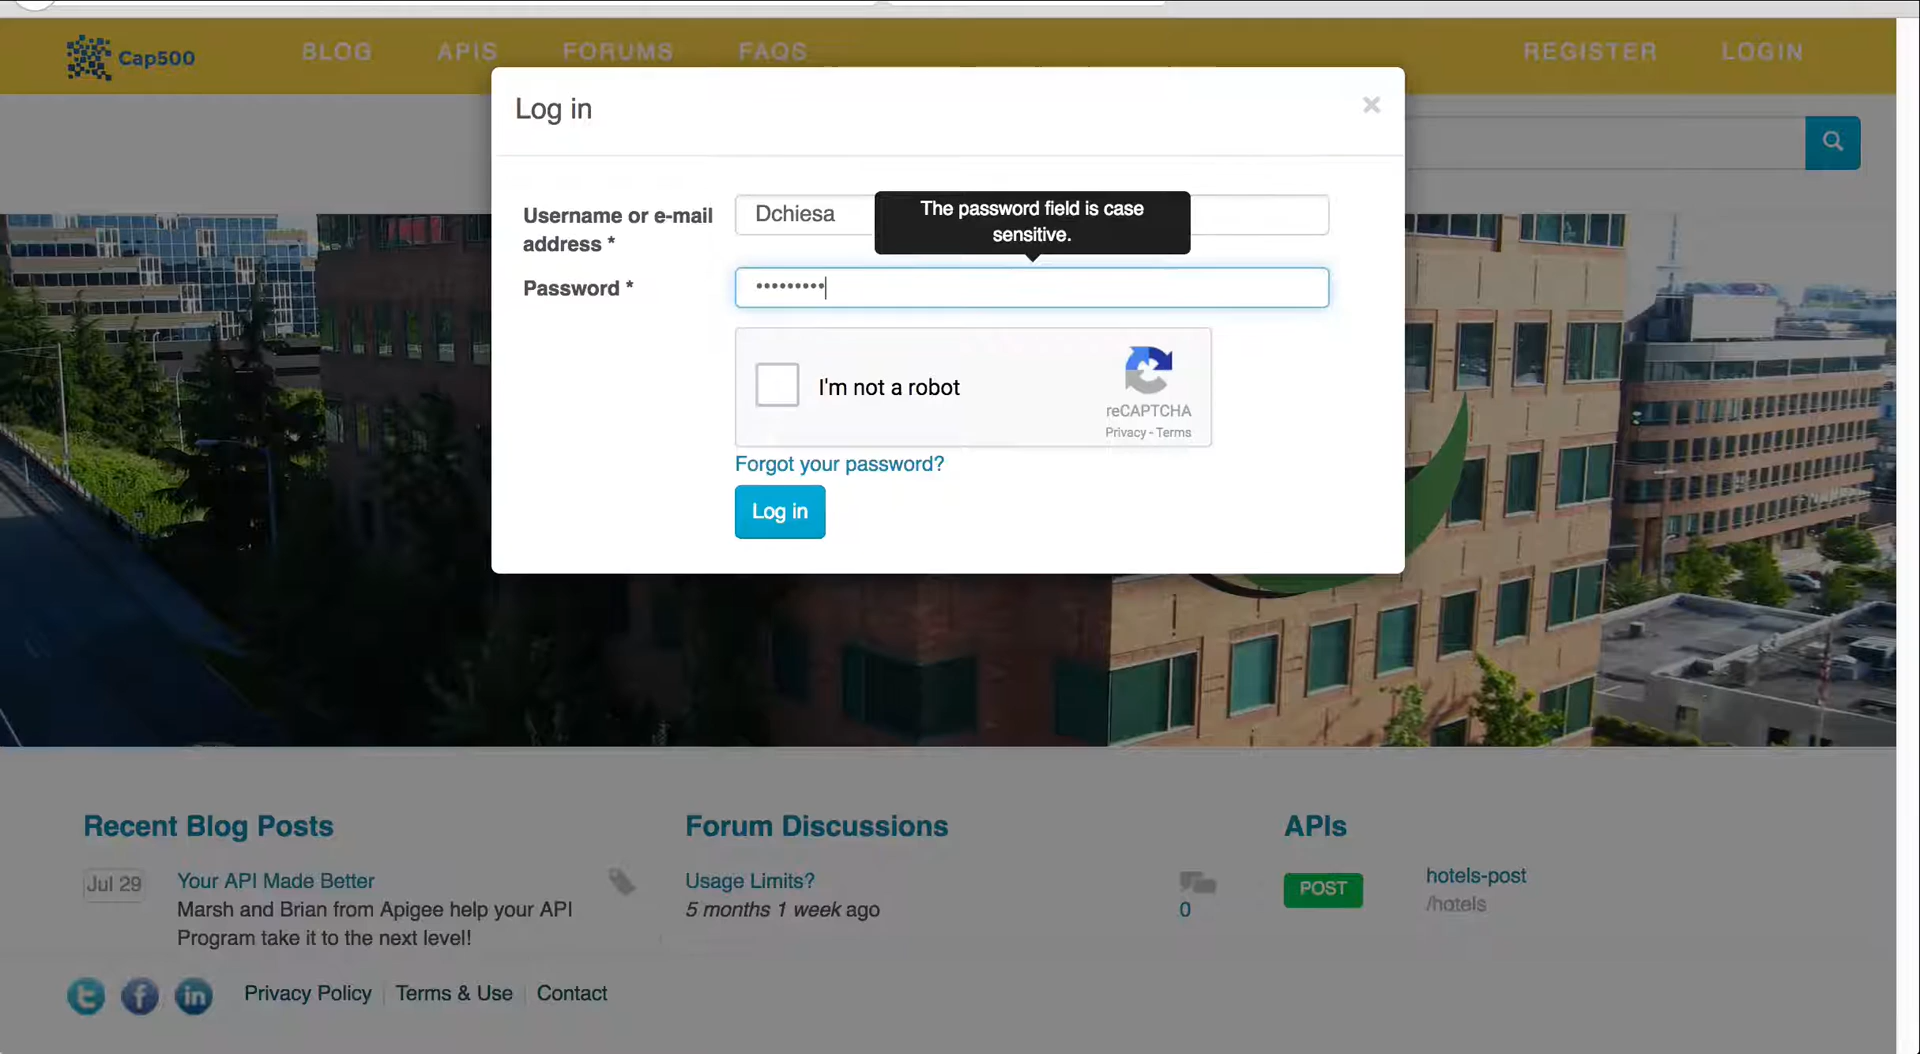 Cap500
BLOG
APIS
FORUMS
FAQS
REGISTER
LOGIN
Log in
×
Username or e-mail
address *
Dchiesa
The password field is case
sensitive.
Password *
•••••••••
I'm not a robot
reCAPTCHA
Privacy - Terms
Forgot your password?
Log in
Recent Blog Posts
Jul 29
Your API Made Better
Marsh and Brian from Apigee help your API
Program take it to the next level!
Forum Discussions
Usage Limits?
5 months 1 week ago
0
APIs
POST
hotels-post
/hotels
Privacy Policy
Terms & Use
Contact